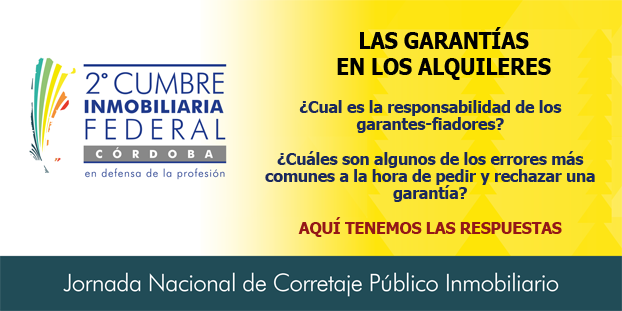 2° CUMBRE
INMOBILIARIA
FEDERAL
CÓRDOBA
en defensa de la profesión
LAS GARANTÍAS
EN LOS ALQUILERES
¿Cual es la responsabilidad de los
garantes-fiadores?
¿Cuáles son algunos de los errores más
comunes a la hora de pedir y rechazar una
garantía?
AQUÍ TENEMOS LAS RESPUESTAS
Jornada Nacional de Corretaje Público Inmobiliario